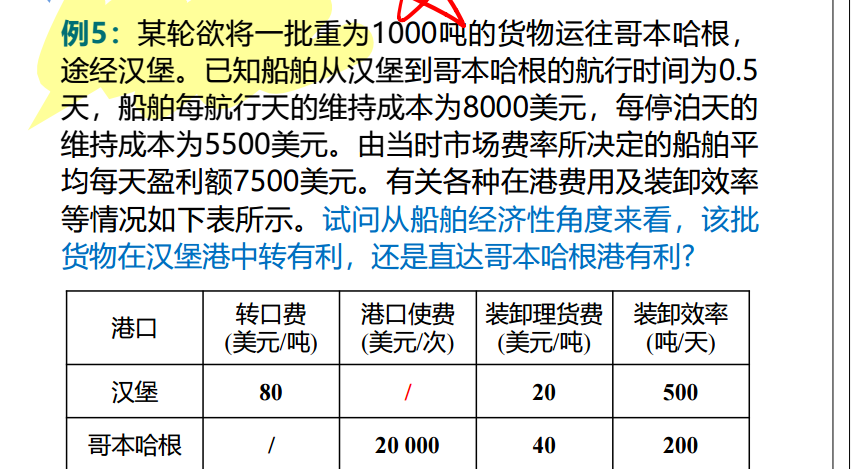 例5：某轮欲将一批重为1000吨的货物运往哥本哈根，
途经汉堡。已知船舶从汉堡到哥本哈根的航行时间为0.5
天，船舶每航行天的维持成本为8000美元，每停泊天的
维持成本为5500美元。由当时市场费率所决定的船舶平
均每天盈利额7500美元。有关各种在港费用及装卸效率
等情况如下表所示。试问从船舶经济性角度来看，该批
货物在汉堡港中转有利，还是直达哥本哈根港有利？
港口 转口费 港口使费 装卸理货费 装卸效率
(美元/吨) (美元/次) (美元/吨) (吨/天)
汉堡 80 / 20 500
哥本哈根 / 20 000 40 200